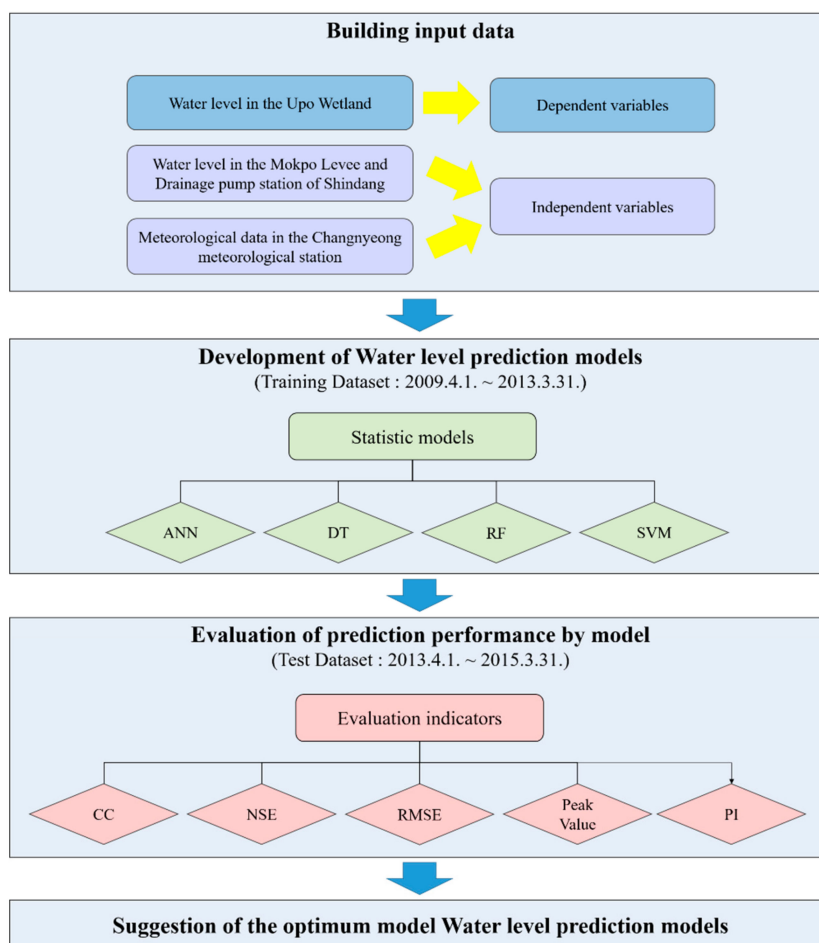 Building input data
Water level in the Upo Wetland
Dependent variables
Water level in the Mokpo Levee and
Drainage pump station of Shindang
Independent variables
Meteorological data in the Changnyeong
meteorological station
Development of Water level prediction models
(Training Dataset : 2009.4.1. ~ 2013.3.31.)
Statistic models
ANN
DT
RF
SVM
Evaluation of prediction performance by model
(Test Dataset : 2013.4.1. ~ 2015.3.31.)
Evaluation indicators
CC
NSE
RMSE
Peak
Value
PI
Suggestion of the optimum model Water level prediction models